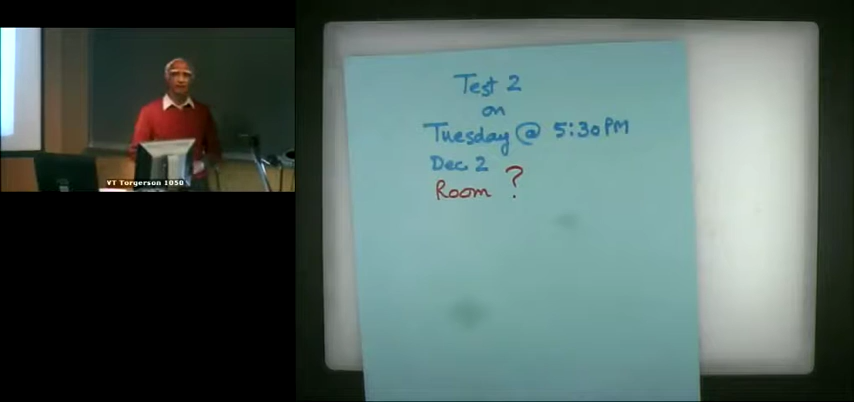 VT Torgerson 1050
Test 2
on
Tuesday @ 5:30 PM
Dec 2
Room ?